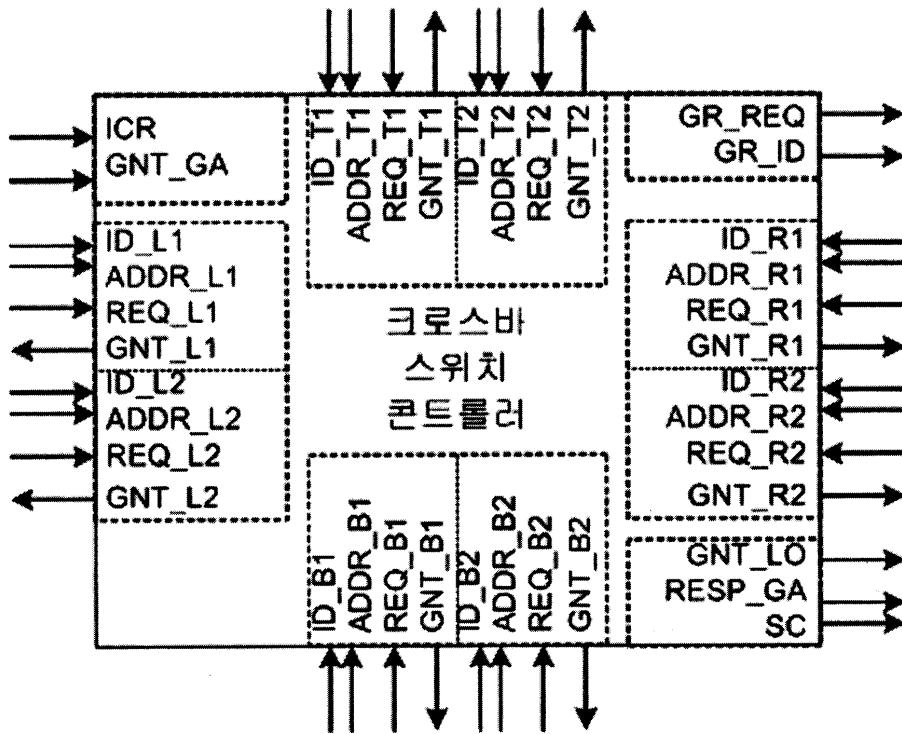 ICR
GNT_GA
ID_T1
ADDR_T1
REQ_T1
GNT_T1
ID_T2
ADDR_T2
REQ_T2
GNT_T2
GR_REQ
GR_ID
ID_L1
ADDR_L1
REQ_L1
GNT_L1
ID_L2
ADDR_L2
REQ_L2
GNT_L2
크로스바
스위치
콘트롤러
ID_R1
ADDR_R1
REQ_R1
GNT_R1
ID_R2
ADDR_R2
REQ_R2
GNT_R2
ID_B1
ADDR_B1
REQ_B1
GNT_B1
ID_B2
ADDR_B2
REQ_B2
GNT_B2
GNT_LO
RESP_GA
SC